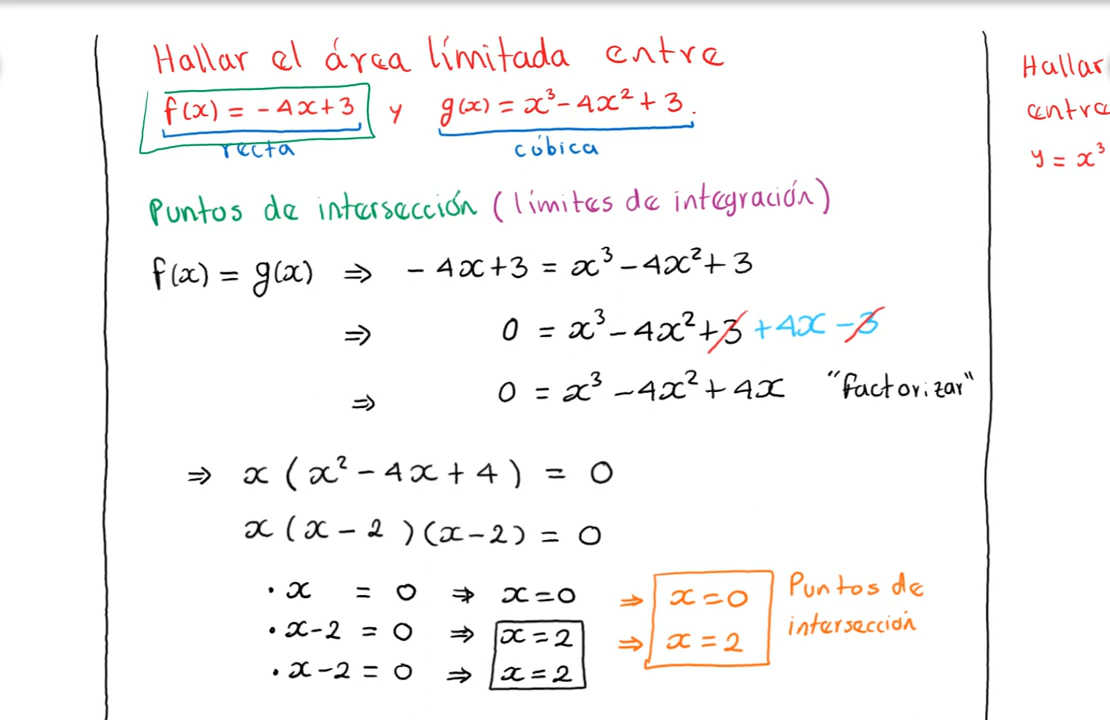 Hallar el área límitada entre
f(x) = -4x+3 y g(x) = x³-4x²+3.
recta cúbica
Puntos de intersección (límites de integración)
f(x) = g(x) ⇒ -4x+3 = x³-4x²+3
⇒ 0 = x³-4x²+3+4x-3
⇒ 0 = x³-4x²+4x "factorizar"
⇒ x(x²-4x+4) = 0
x(x-2)(x-2) = 0
· x = 0 ⇒ x=0 ⇒ x=0 Puntos de
· x-2 = 0 ⇒ x=2 ⇒ x=2 intersección
· x-2 = 0 ⇒ x=2
Hallar
entre
y = x³